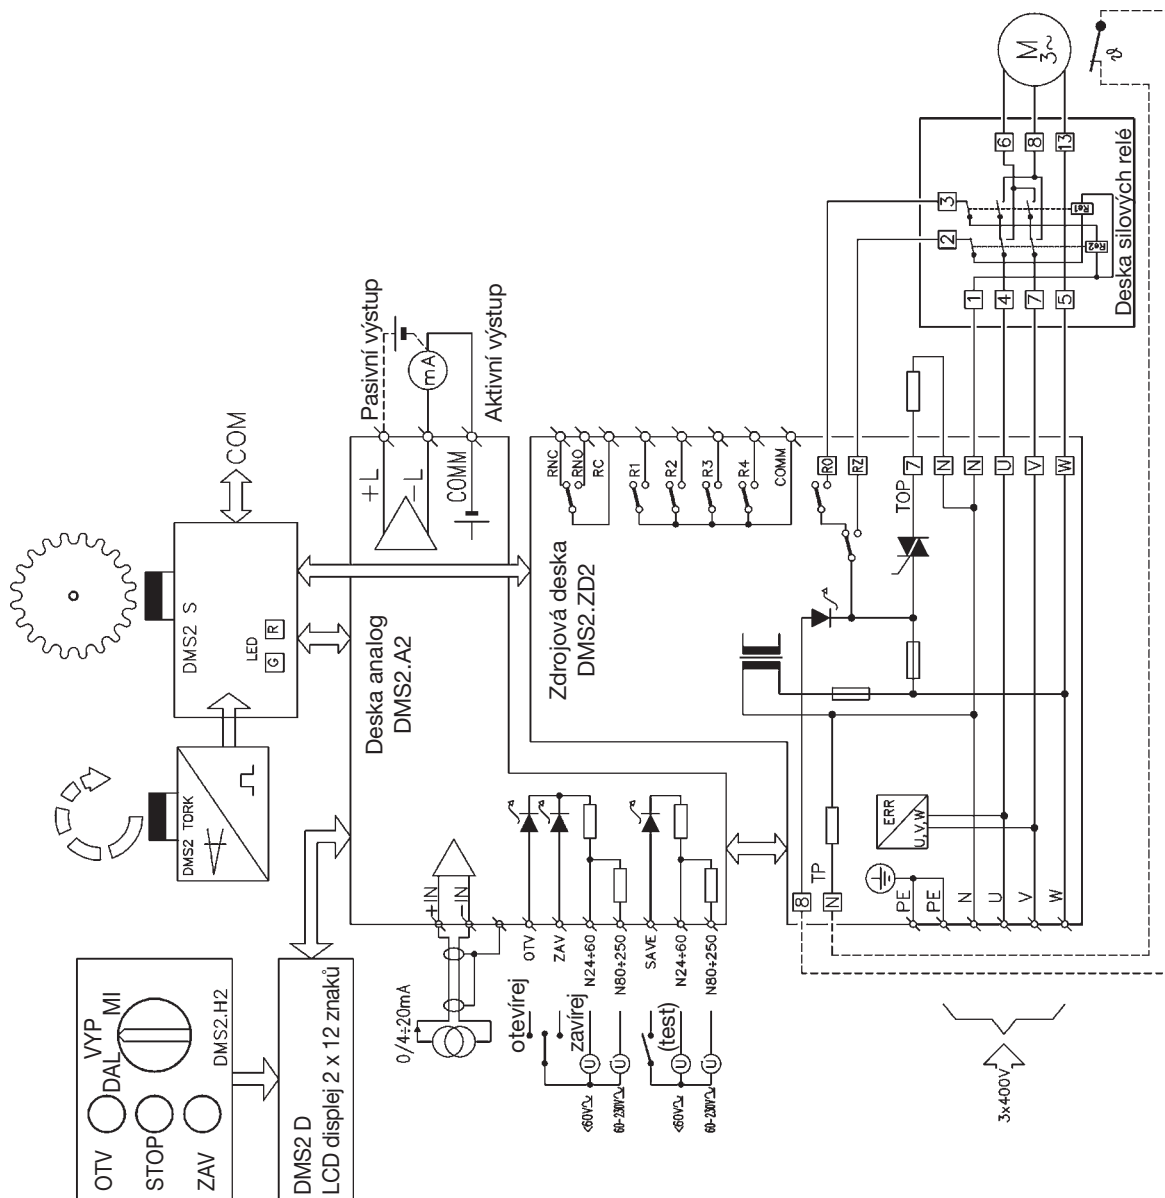 M
3~
ϑ
6
8
13
3
2
Re1
Re2
1
4
7
5
Deska silových relé
Pasivní výstup
mA
Aktivní výstup
COM
DMS2 S
LED
G
R
+L
-L
COMM
Deska analog
DMS2.A2
RNC
RNO
RC
R1
R2
R3
R4
COMM
RO
RZ
7
N
N
U
V
W
TOP
Zdrojová deska
DMS2.ZD2
DMS2 TORK
ERR
U,V,W
TP
8
N
PE
PE
N
U
V
W
+IN
-IN
OTV
ZAV
N24÷60
N80÷250
SAVE
N24÷60
N80÷250
0/4÷20mA
otevírej
zavírej
(test)
U
U
U
U
<60V
60-230V
<60V
60-230V
3x400V
OTV
STOP
ZAV
DAL
VYP
MI
DMS2.H2
DMS2 D
LCD displej 2 x 12 znaků